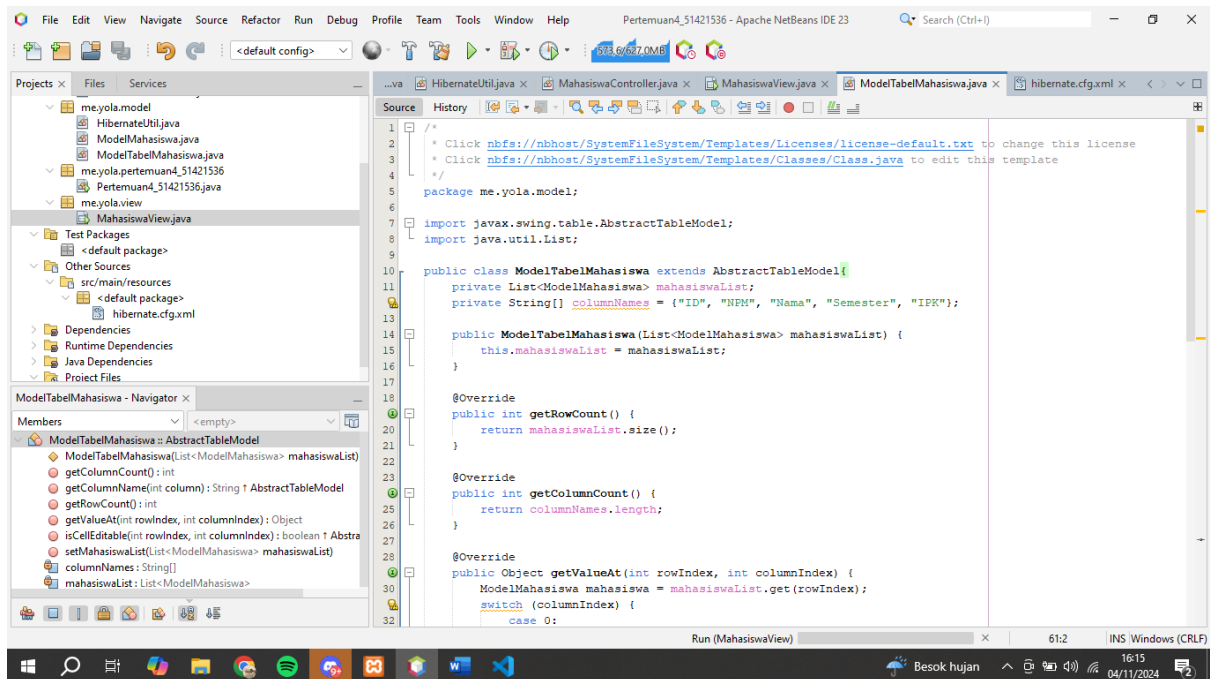 File Edit View Navigate Source Refactor Run Debug Profile Team Tools Window Help Pertemuan4_51421536 - Apache NetBeans IDE 23 Search (Ctrl+I)
<default config> 573,6/627,0MB
Projects Files Services
me.yola.model
HibernateUtil.java
ModelMahasiswa.java
ModelTabelMahasiswa.java
me.yola.pertemuan4_51421536
Pertemuan4_51421536.java
me.yola.view
MahasiswaView.java
Test Packages
<default package>
Other Sources
src/main/resources
<default package>
hibernate.cfg.xml
Dependencies
Runtime Dependencies
Java Dependencies
Project Files
ModelTabelMahasiswa - Navigator
Members <empty>
ModelTabelMahasiswa :: AbstractTableModel
ModelTabelMahasiswa(List<ModelMahasiswa> mahasiswaList)
getColumnCount() : int
getColumnName(int column) : String ↑ AbstractTableModel
getRowCount() : int
getValueAt(int rowIndex, int columnIndex) : Object
isCellEditable(int rowIndex, int columnIndex) : boolean ↑ Abstra
setMahasiswaList(List<ModelMahasiswa> mahasiswaList)
columnNames : String[]
mahasiswaList : List<ModelMahasiswa>
...va HibernateUtil.java MahasiswaController.java MahasiswaView.java ModelTabelMahasiswa.java hibernate.cfg.xml
Source History
1 /*
2 * Click nbfs://nbhost/SystemFileSystem/Templates/Licenses/license-default.txt to change this license
3 * Click nbfs://nbhost/SystemFileSystem/Templates/Classes/Class.java to edit this template
4 */
5 package me.yola.model;
6
7 import javax.swing.table.AbstractTableModel;
8 import java.util.List;
9
10 public class ModelTabelMahasiswa extends AbstractTableModel{
11 private List<ModelMahasiswa> mahasiswaList;
private String[] columnNames = {"ID", "NPM", "Nama", "Semester", "IPK"};
13
14 public ModelTabelMahasiswa(List<ModelMahasiswa> mahasiswaList) {
15 this.mahasiswaList = mahasiswaList;
16 }
17
18 @Override
public int getRowCount() {
20 return mahasiswaList.size();
21 }
22
23 @Override
public int getColumnCount() {
25 return columnNames.length;
26 }
27
28 @Override
public Object getValueAt(int rowIndex, int columnIndex) {
30 ModelMahasiswa mahasiswa = mahasiswaList.get(rowIndex);
switch (columnIndex) {
32 case 0:
Run (MahasiswaView) 61:2 INS Windows (CRLF)
Besok hujan 16:15
04/11/2024 2